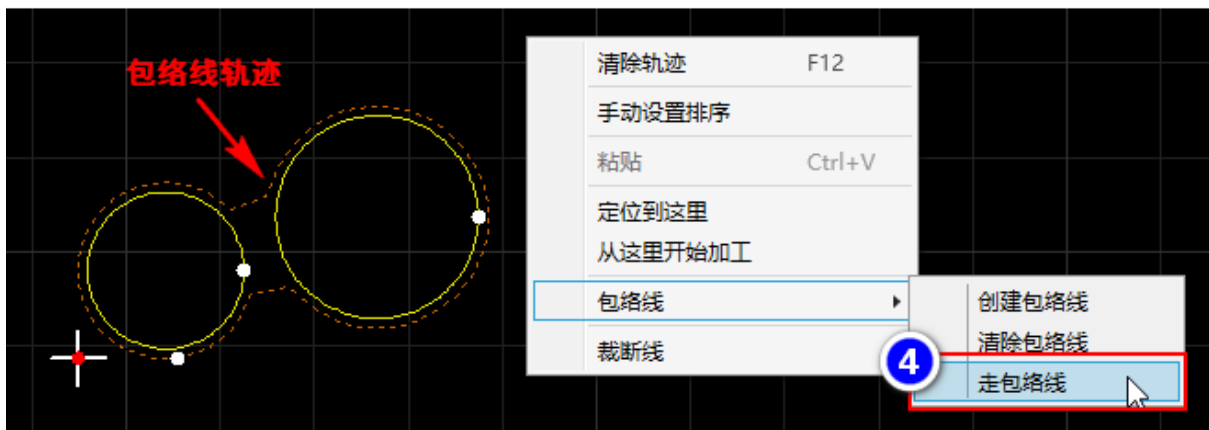 包络线轨迹
清除轨迹 F12
手动设置排序
粘贴 Ctrl+V
定位到这里
从这里开始加工
包络线
裁断线
创建包络线
清除包络线
4
走包络线